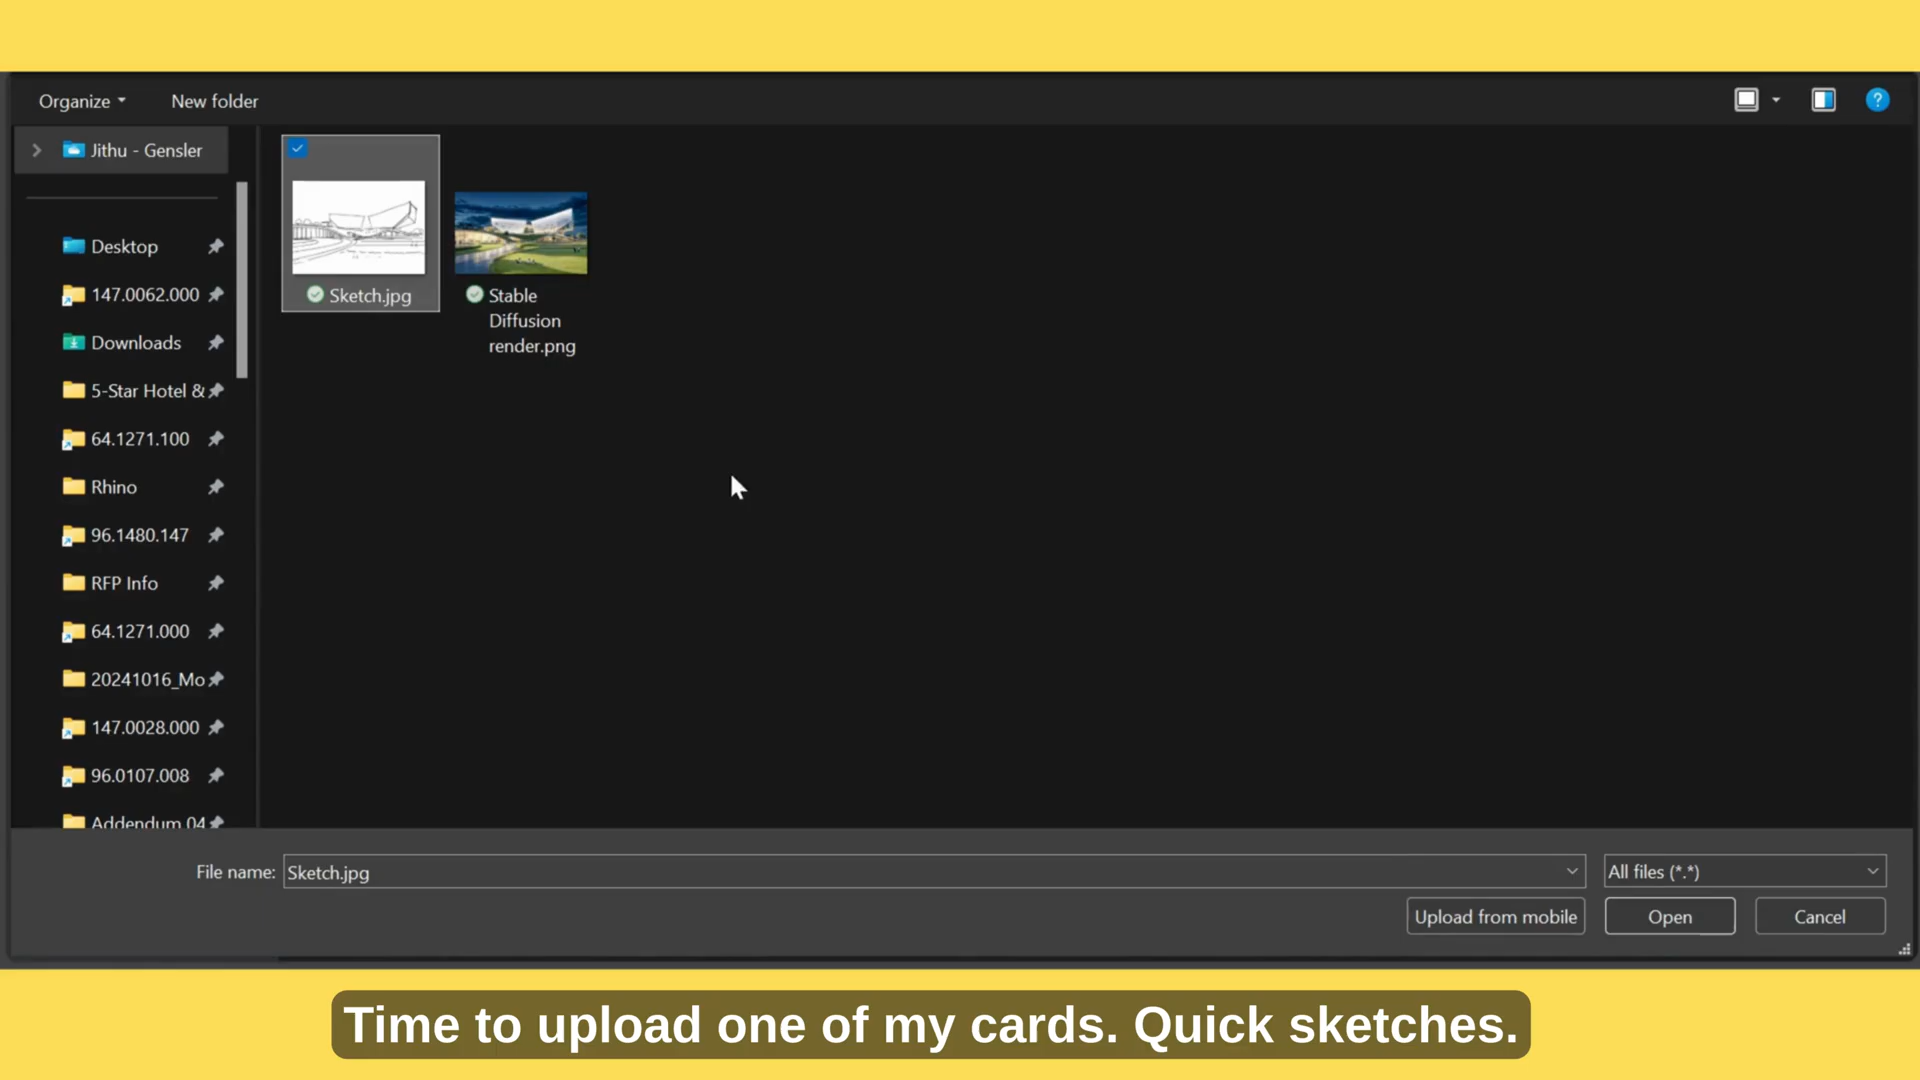 Organize
New folder
Jithu - Gensler
Desktop
147.0062.000
Downloads
5-Star Hotel &
64.1271.100
Rhino
96.1480.147
RFP Info
64.1271.000
20241016_Mo
147.0028.000
96.0107.008
Addendum 04
Sketch.jpg
Stable
Diffusion
render.png
File name:
Sketch.jpg
All files (*.*)
Upload from mobile
Open
Cancel
Time to upload one of my cards. Quick sketches.